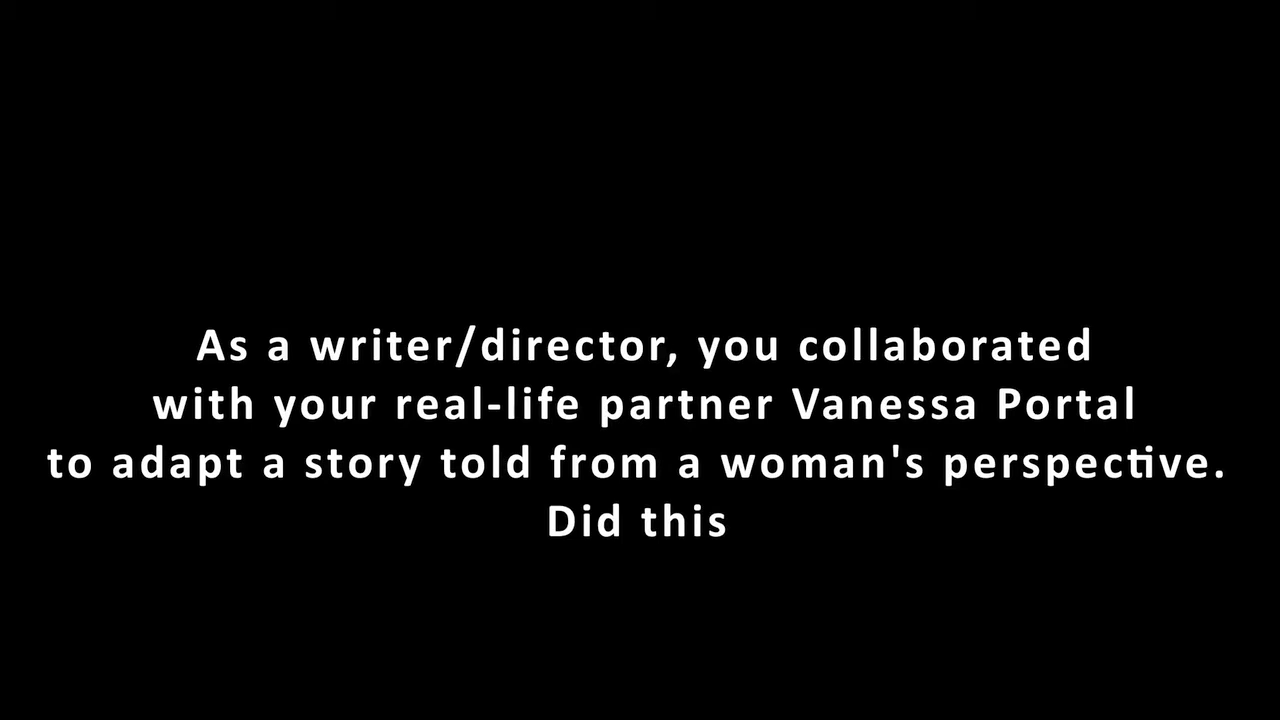 As a writer/director, you collaborated
with your real-life partner Vanessa Portal
to adapt a story told from a woman's perspective.
Did this